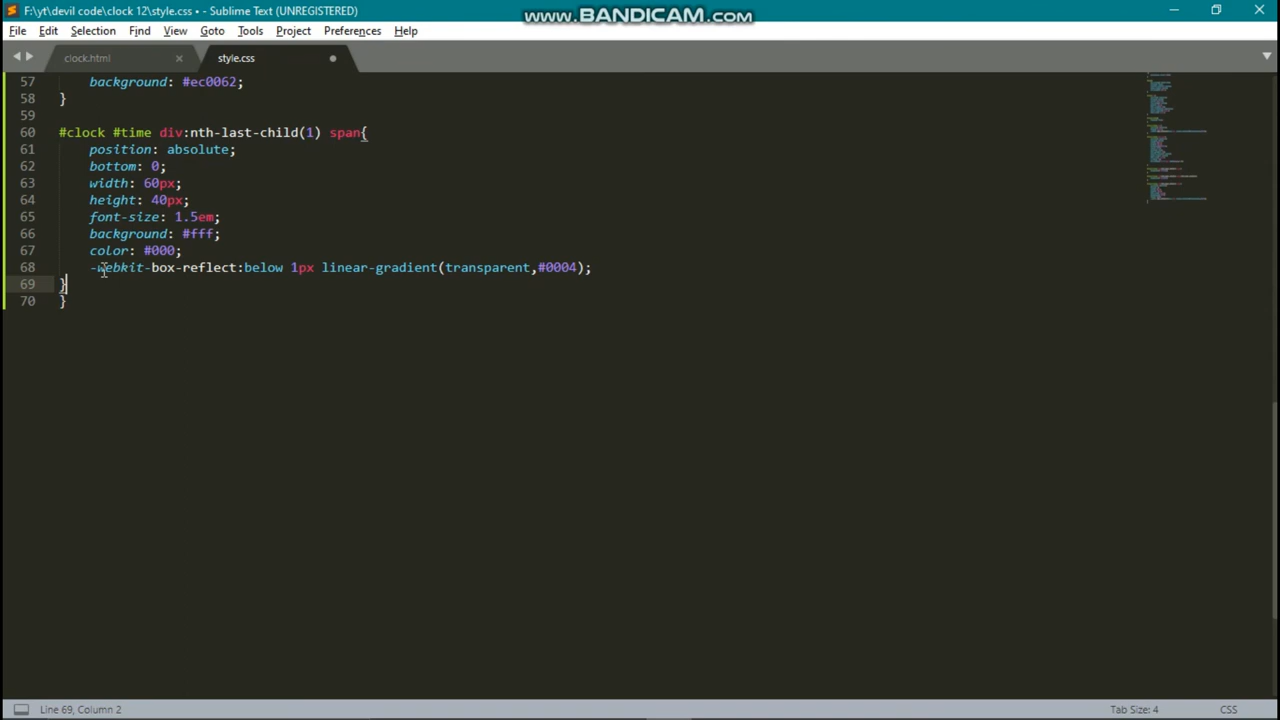 F:\yt\devil code\clock 12\style.css • - Sublime Text (UNREGISTERED)
www.BANDICAM.com
File Edit Selection Find View Goto Tools Project Preferences Help
clock.html style.css
57 background: #ec0062;
58 }
59
60 #clock #time div:nth-last-child(1) span{
61 position: absolute;
62 bottom: 0;
63 width: 60px;
64 height: 40px;
65 font-size: 1.5em;
66 background: #fff;
67 color: #000;
68 -webkit-box-reflect:below 1px linear-gradient(transparent,#0004);
69 }
70 }
Line 69, Column 2
Tab Size: 4
CSS